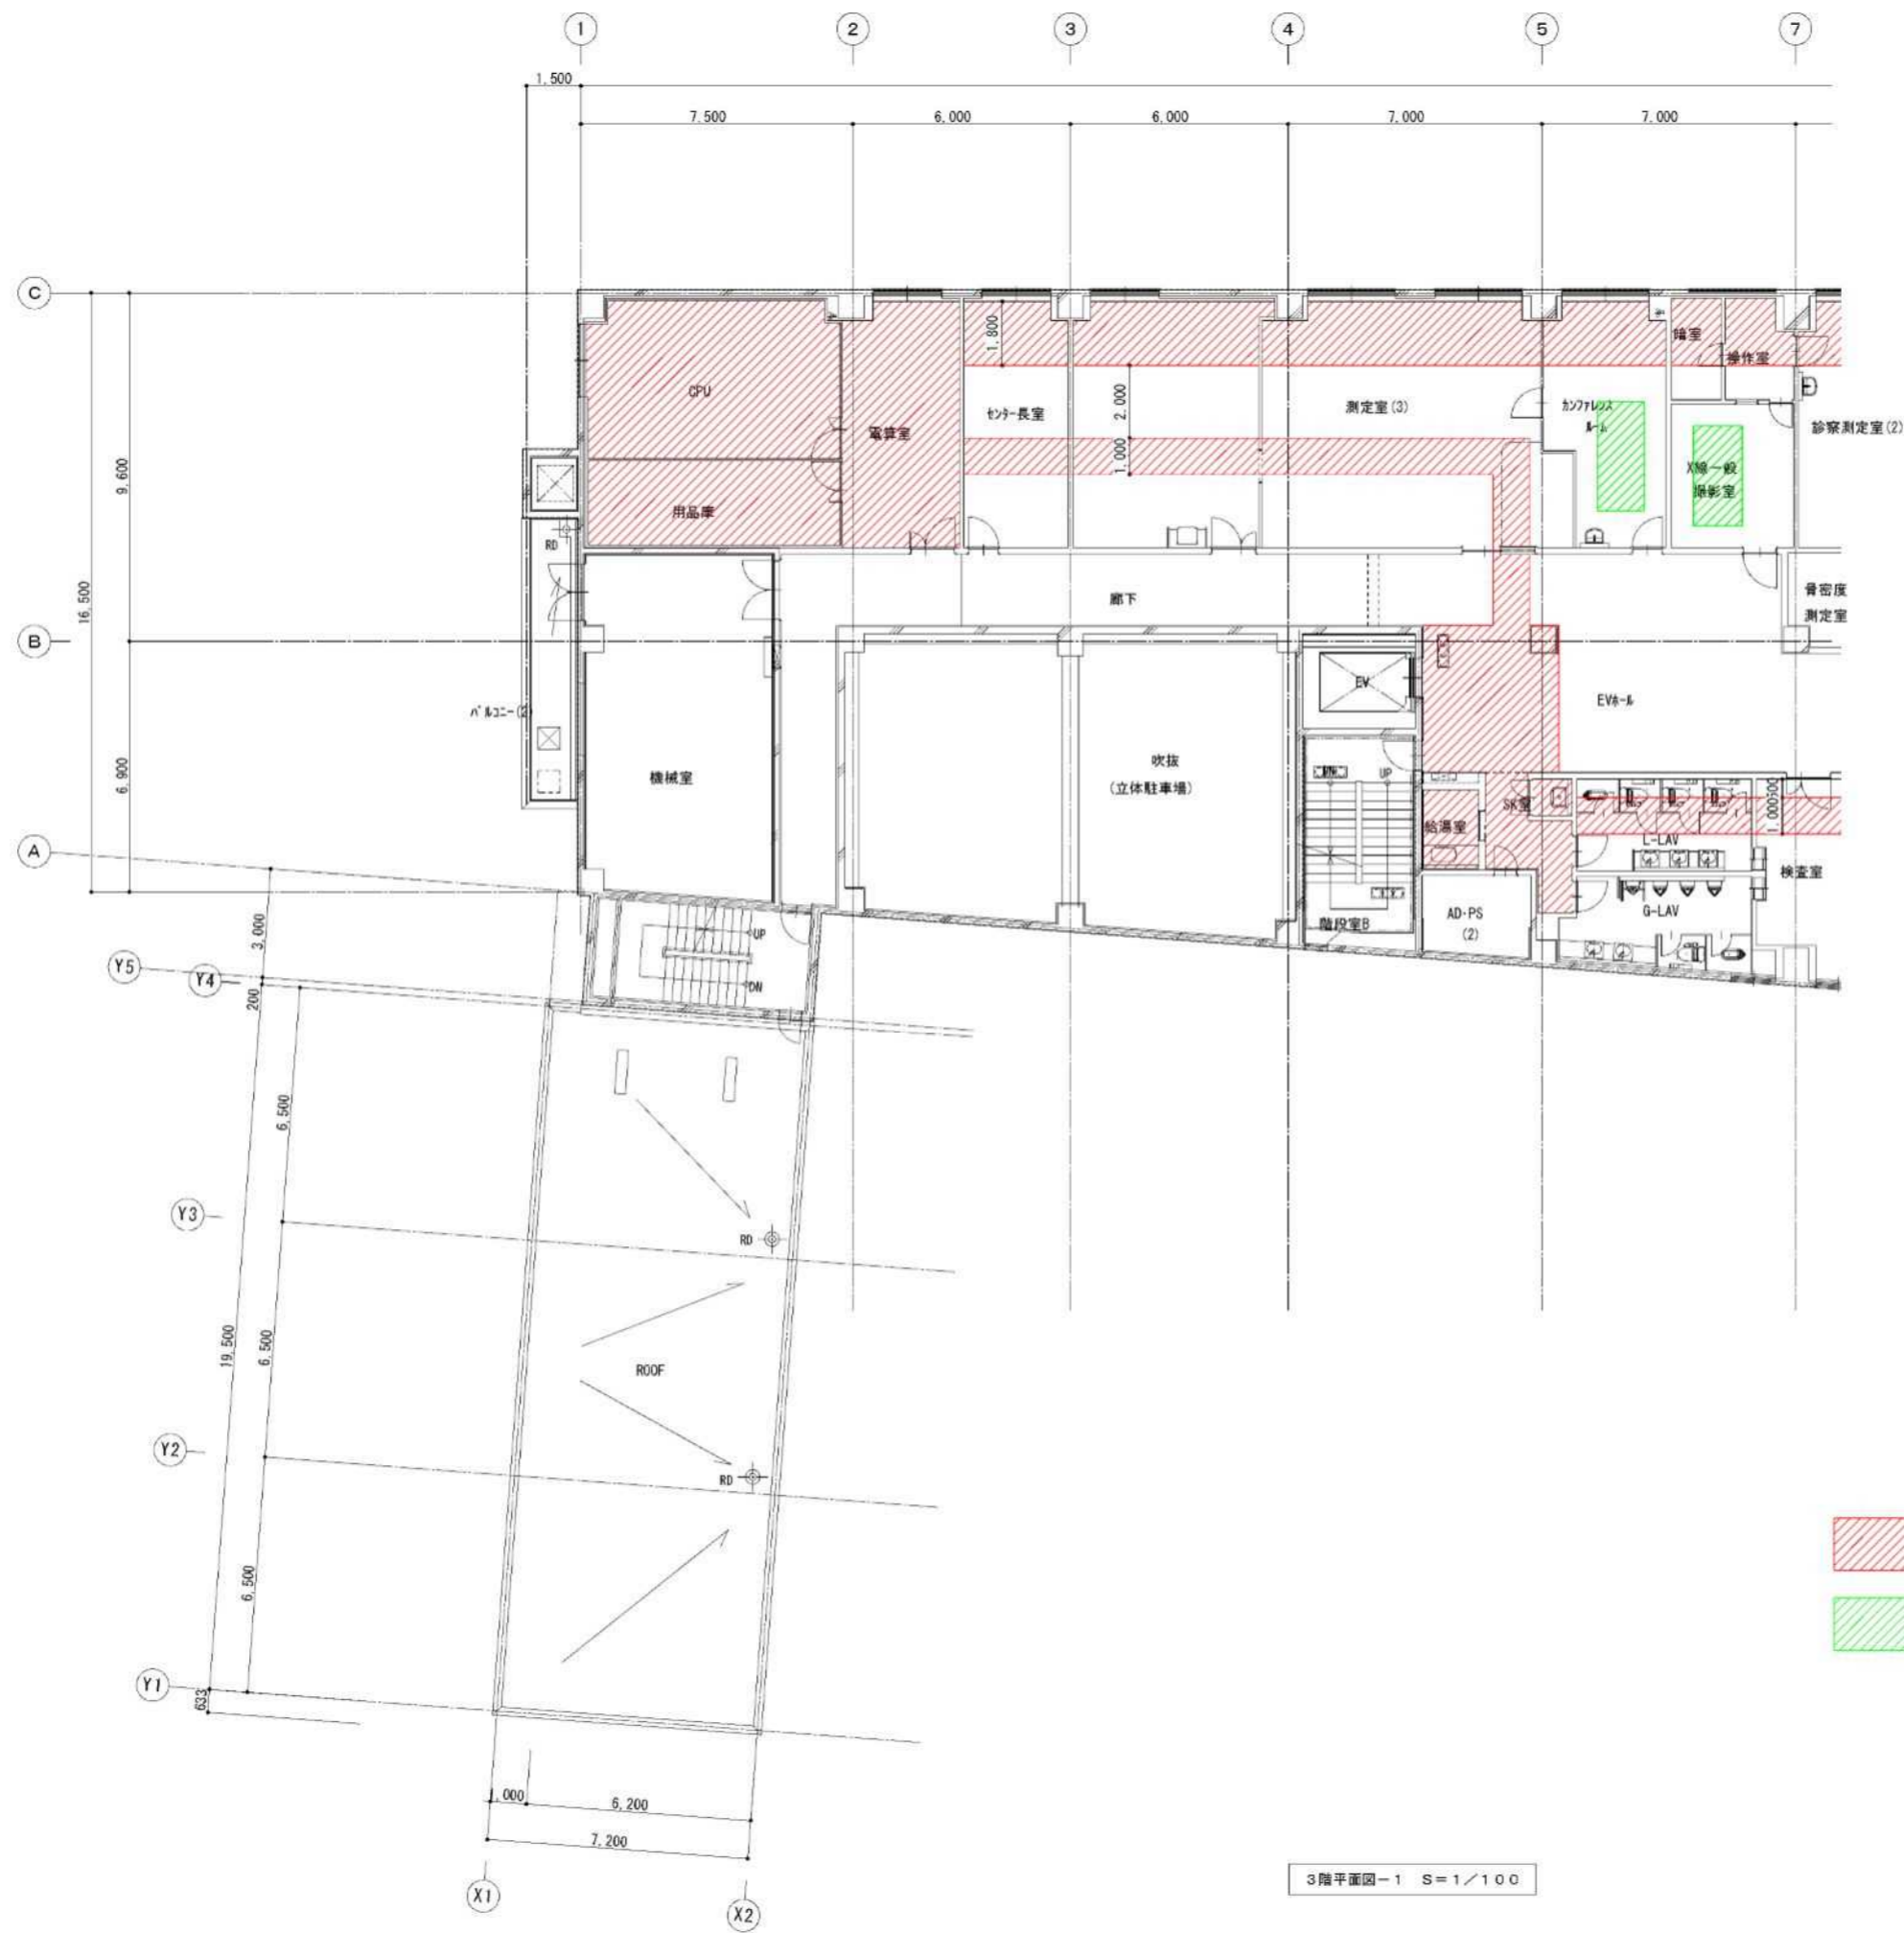 1
2
3
4
5
7
1,500
7,500
6,000
6,000
7,000
7,000
C
B
A
16,500
9,600
6,900
CPU
用品庫
電算室
1,800
2,000
1,000
センター長室
測定室(3)
カンファレンス
ルーム
暗室
操作室
X線一般
撮影室
診察測定室(2)
骨密度
測定室
RD
バルコニー(2)
廊下
機械室
吹抜
(立体駐車場)
EV
EVホール
DN
UP
階段室B
給湯室
SK室
AD・PS
(2)
L-LAV
G-LAV
1,000
500
検査室
UP
DN
3,000
200
Y5
Y4
6,500
Y3
19,500
6,500
Y2
6,500
Y1
633
RD
ROOF
RD
1,000
6,200
7,200
X1
X2
3階平面図－1 S＝1／100